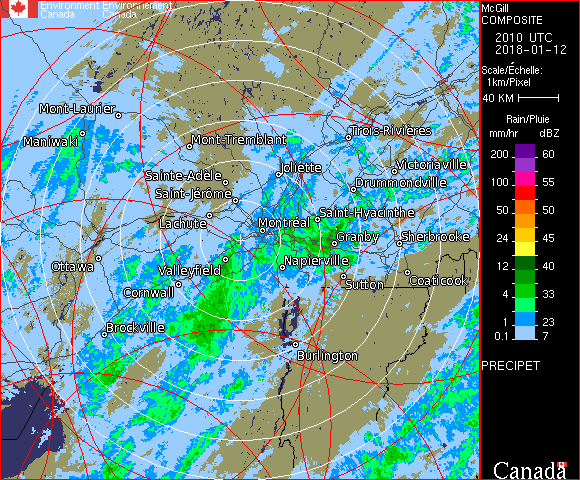 Environment Environnement
Canada Canada
McGill
COMPOSITE
2010 UTC
2018-01-12
Scale/Échelle:
1km/Pixel
40 KM
Rain/Pluie
mm/hr dBZ
200 60
100 55
50 50
24 45
12 40
4 33
1 23
0.1 7
PRECIPET
Canada
Mont-Laurier
Maniwaki
Mont-Tremblant
Trois-Rivières
Sainte-Adèle
Joliette
Victoriaville
Saint-Jérôme
Drummondville
Lachute
Montréal
Saint-Hyacinthe
Granby
Sherbrooke
Ottawa
Valleyfield
Napierville
Cornwall
Sutton
Coaticook
Brockville
Burlington